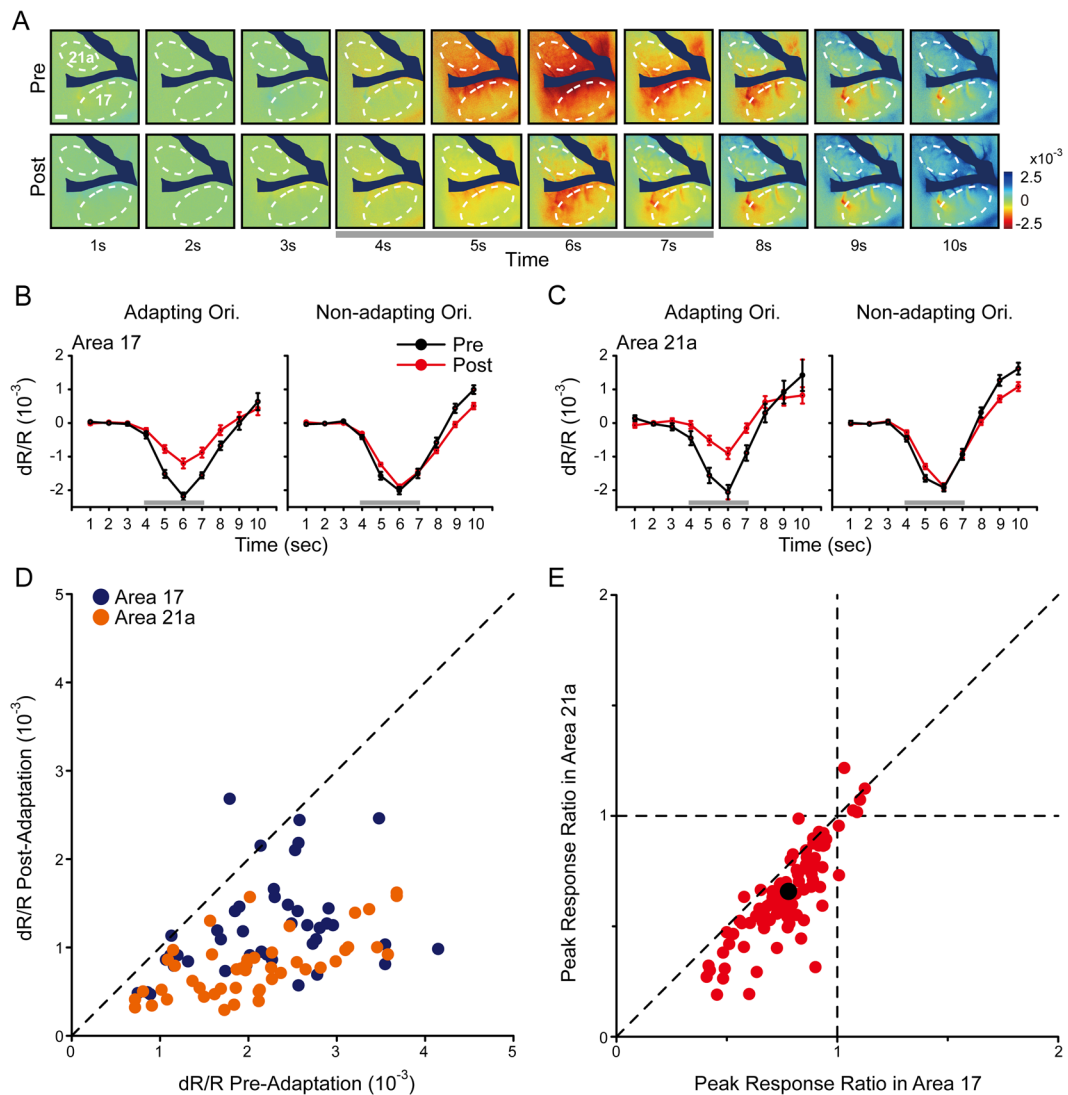 A
Pre
21a
17
Post
x10⁻³
2.5
0
-2.5
1s 2s 3s 4s 5s 6s 7s 8s 9s 10s
Time
B
Adapting Ori. Non-adapting Ori.
Area 17
Pre
Post
dR/R (10⁻³)
2
1
0
-1
-2
1 2 3 4 5 6 7 8 9 10
1 2 3 4 5 6 7 8 9 10
Time (sec)
C
Adapting Ori. Non-adapting Ori.
Area 21a
dR/R (10⁻³)
2
1
0
-1
-2
1 2 3 4 5 6 7 8 9 10
1 2 3 4 5 6 7 8 9 10
Time (sec)
D
Area 17
Area 21a
dR/R Post-Adaptation (10⁻³)
5
4
3
2
1
0
0 1 2 3 4 5
dR/R Pre-Adaptation (10⁻³)
E
Peak Response Ratio in Area 21a
2
1
0
0 1 2
Peak Response Ratio in Area 17